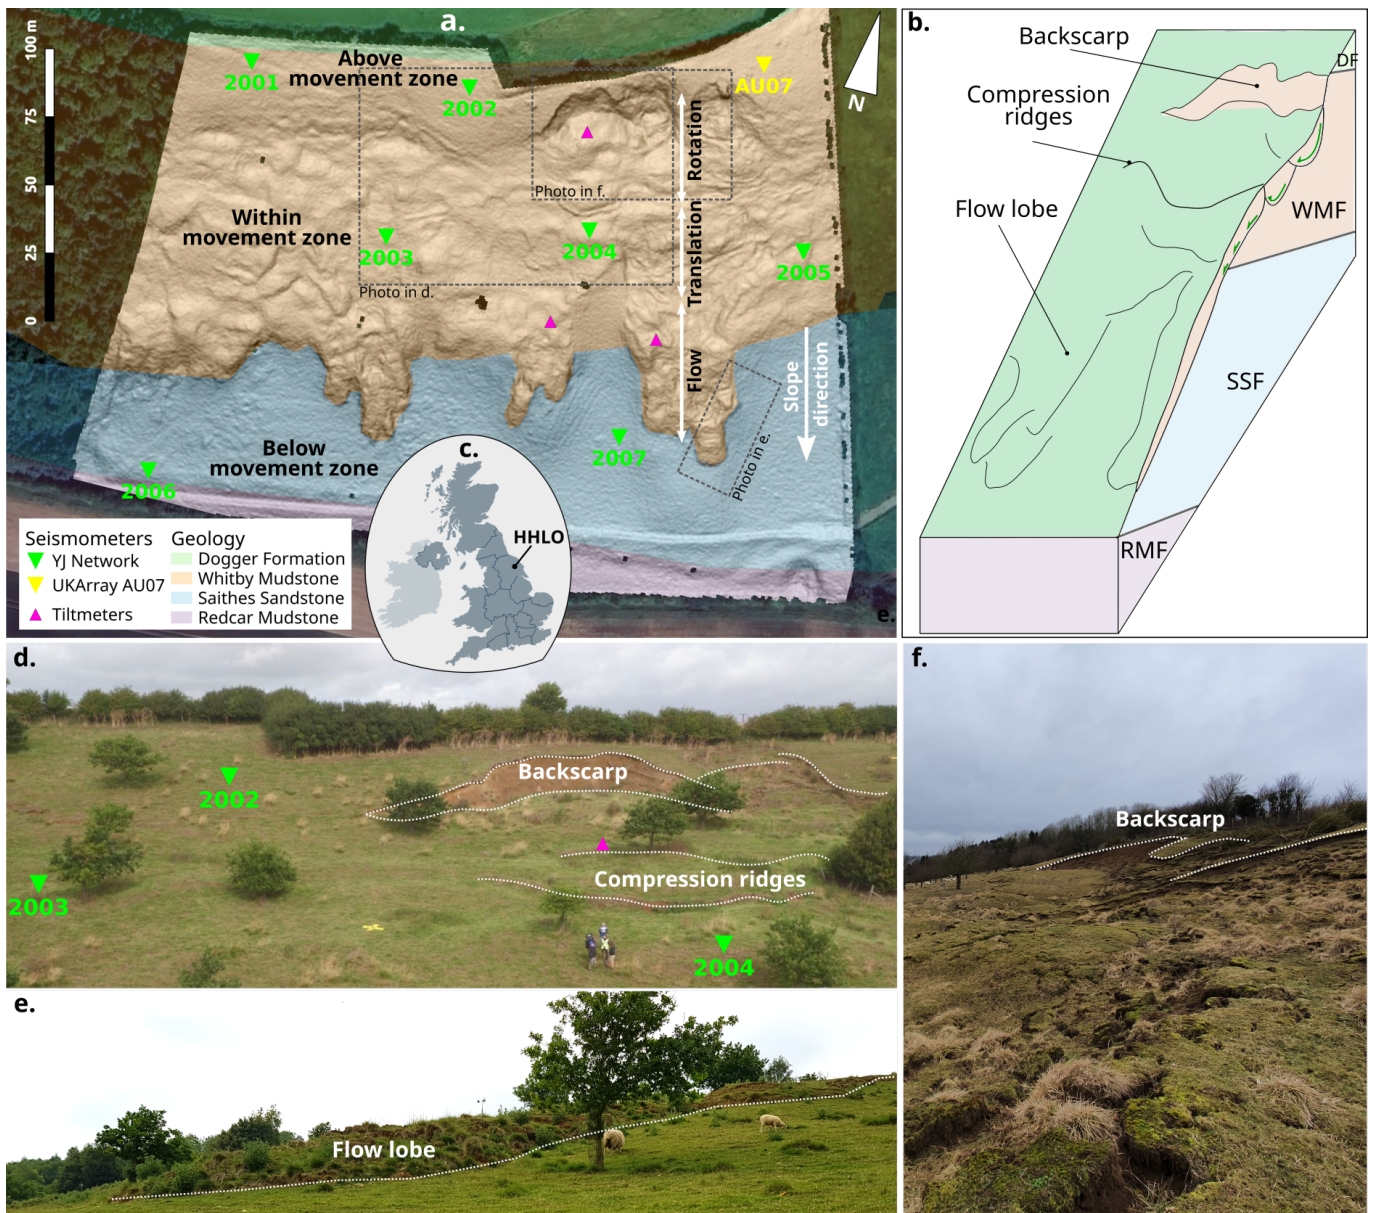 a.
100 m
75
50
25
0
Above
movement zone
2001
2002
AU07
N
Photo in f.
Rotation
Within
movement zone
2003
2004
2005
Translation
Photo in d.
Flow
Slope
direction
Below
movement zone
2006
2007
Photo in e.
Seismometers
YJ Network
UKArray AU07
Tiltmeters
Geology
Dogger Formation
Whitby Mudstone
Saithes Sandstone
Redcar Mudstone
c.
HHLO
e.
b.
Backscarp
Compression
ridges
Flow lobe
DF
WMF
SSF
RMF
d.
2002
Backscarp
2003
Compression ridges
2004
e.
Flow lobe
f.
Backscarp